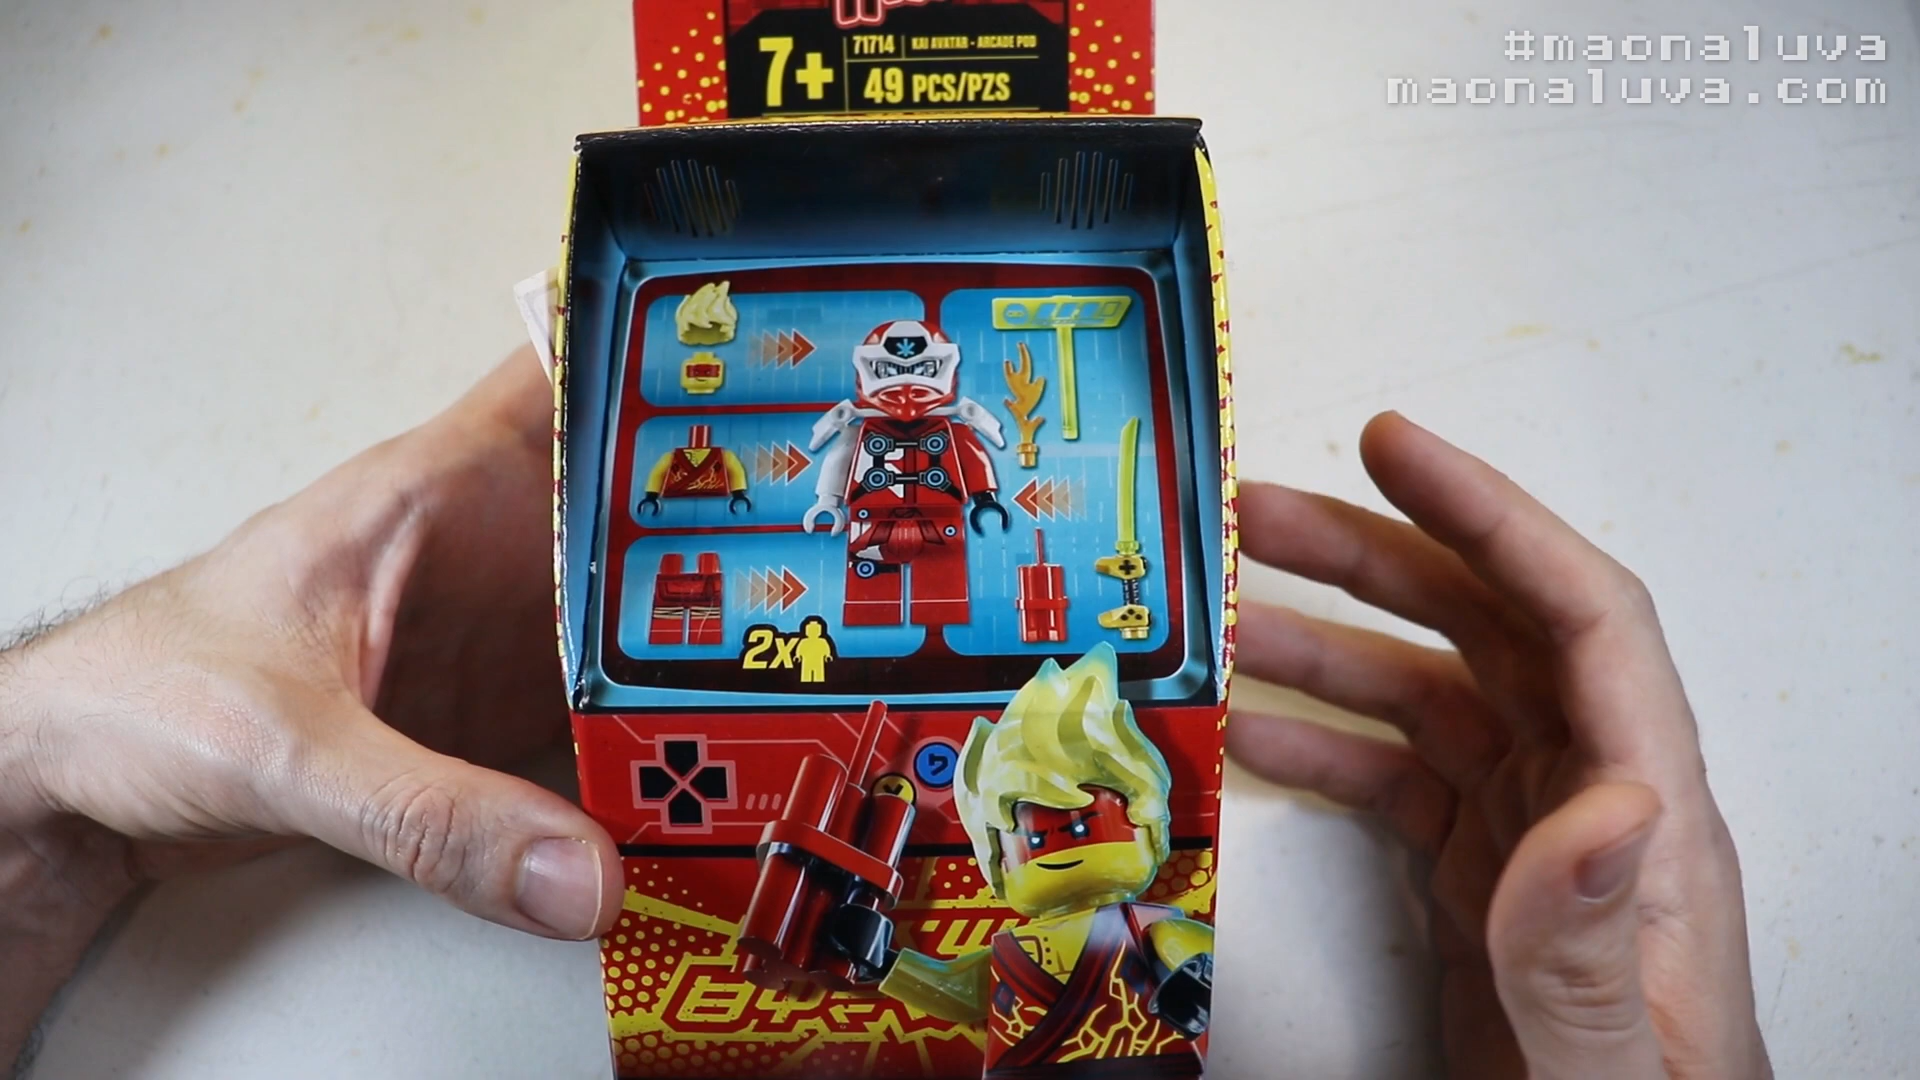 #maonaluva
maonaluva.com
7+
71714 | KAI AVATAR - ARCADE POD
49 PCS/PZS
2x